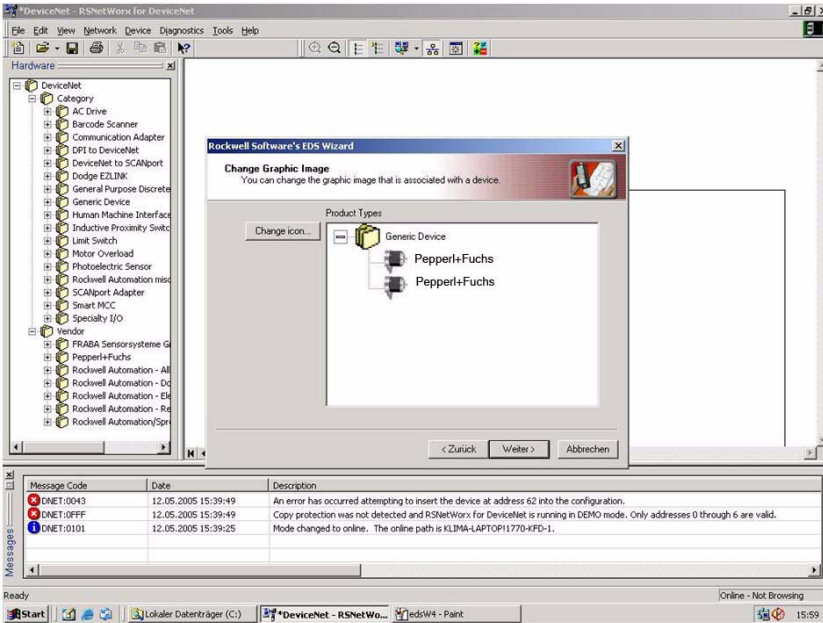 *DeviceNet - RSNetWorx for DeviceNet
File Edit View Network Device Diagnostics Tools Help
Hardware
DeviceNet
Category
AC Drive
Barcode Scanner
Communication Adapter
DPI to DeviceNet
DeviceNet to SCANport
Dodge EZLINK
General Purpose Discrete
Generic Device
Human Machine Interface
Inductive Proximity Switc
Limit Switch
Motor Overload
Photoelectric Sensor
Rockwell Automation misc
SCANport Adapter
Smart MCC
Specialty I/O
Vendor
FRABA Sensorsysteme G
Pepperl+Fuchs
Rockwell Automation - All
Rockwell Automation - Do
Rockwell Automation - Ele
Rockwell Automation - Re
Rockwell Automation/Spr
Rockwell Software's EDS Wizard
Change Graphic Image
You can change the graphic image that is associated with a device.
Product Types
Change icon...
Generic Device
Pepperl+Fuchs
Pepperl+Fuchs
< Zurück Weiter > Abbrechen
Messages
Message Code Date Description
DNET:0043 12.05.2005 15:39:49 An error has occurred attempting to insert the device at address 62 into the configuration.
DNET:0FFF 12.05.2005 15:39:49 Copy protection was not detected and RSNetWorx for DeviceNet is running in DEMO mode. Only addresses 0 through 6 are valid.
DNET:0101 12.05.2005 15:39:25 Mode changed to online. The online path is KLIMA-LAPTOP!1770-KFD-1.
Ready Online - Not Browsing
Start Lokaler Datenträger (C:) *DeviceNet - RSNetWo... edsW4 - Paint 15:59